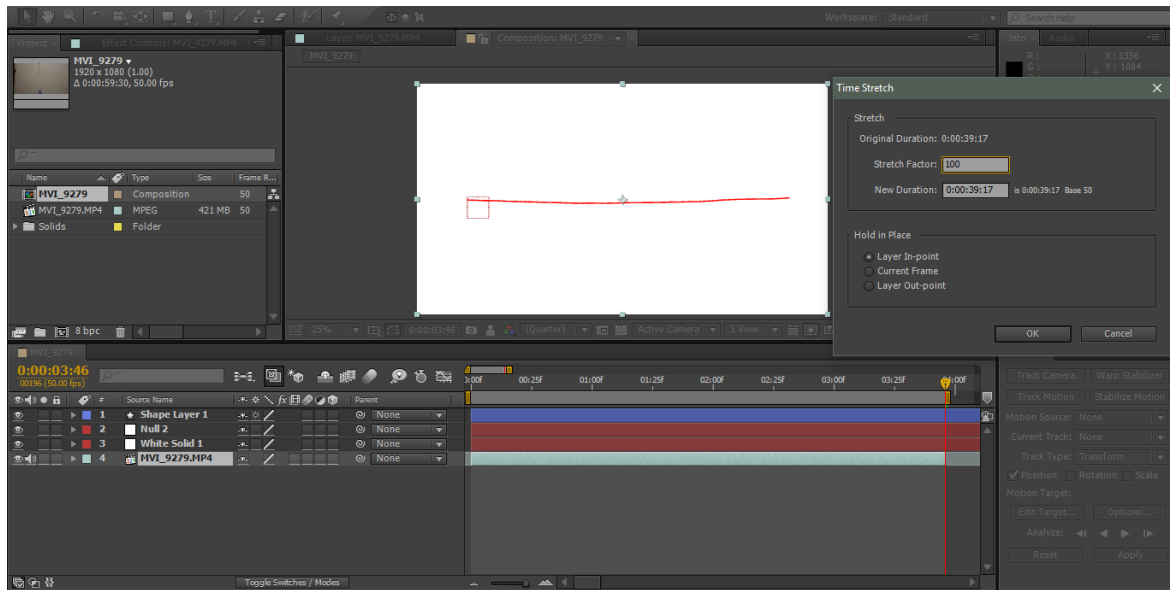 Workspace: Standard
Search Help
Project
Effect Controls: MVI_9279.MP4
Layer: MVI_9279.MP4
Composition: MVI_9279
Info
Audio
MVI_9279
1920 x 1080 (1.00)
Δ 0:00:59:30, 50.00 fps
MVI_9279
R :
G :
X : 1356
Y : 1084
Time Stretch
Stretch
Original Duration: 0:00:39:17
Stretch Factor: 100
New Duration: 0:00:39:17 is 0:00:39:17 Base 50
Hold in Place
Layer In-point
Current Frame
Layer Out-point
OK
Cancel
Name
Type
Size
Frame R...
MVI_9279 Composition 50
MVI_9279.MP4 MPEG 421 MB 50
Solids Folder
8 bpc
25%
0:00:03:46
(Quarter)
Active Camera
1 View
MVI_9279
0:00:03:46
00196 (50.00 fps)
:00f 00:25f 01:00f 01:25f 02:00f 02:25f 03:00f 03:25f :00f
# Source Name
fx
Parent
1 Shape Layer 1 None
2 Null 2 None
3 White Solid 1 None
4 MVI_9279.MP4 None
Toggle Switches / Modes
Track Camera
Warp Stabilizer
Track Motion
Stabilize Motion
Motion Source: None
Current Track: None
Track Type: Transform
Position
Rotation
Scale
Motion Target:
Edit Target...
Options...
Analyze:
Reset
Apply